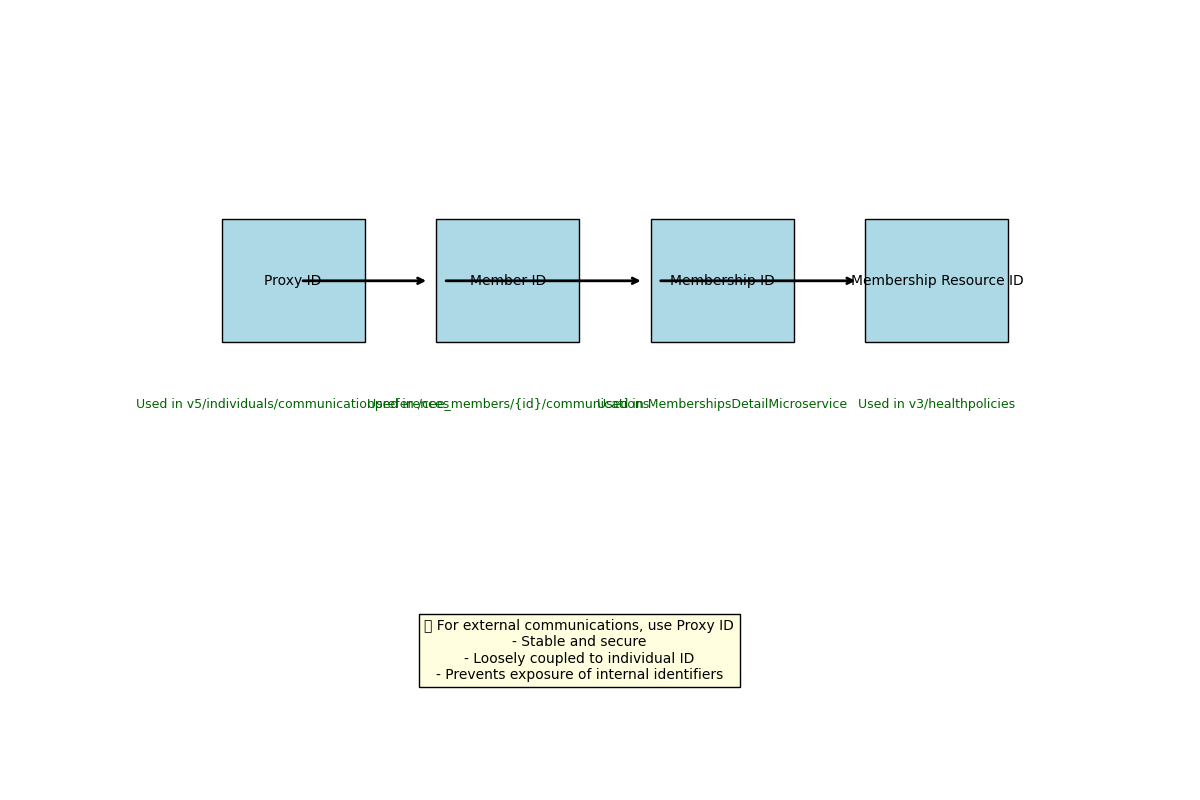 Proxy ID
Member ID
Membership ID
Membership Resource ID
Used in v5/individuals/communicationpreferences
Used in /cee_members/{id}/communications
Used in MembershipsDetailMicroservice
Used in v3/healthpolicies
For external communications, use Proxy ID
- Stable and secure
- Loosely coupled to individual ID
- Prevents exposure of internal identifiers